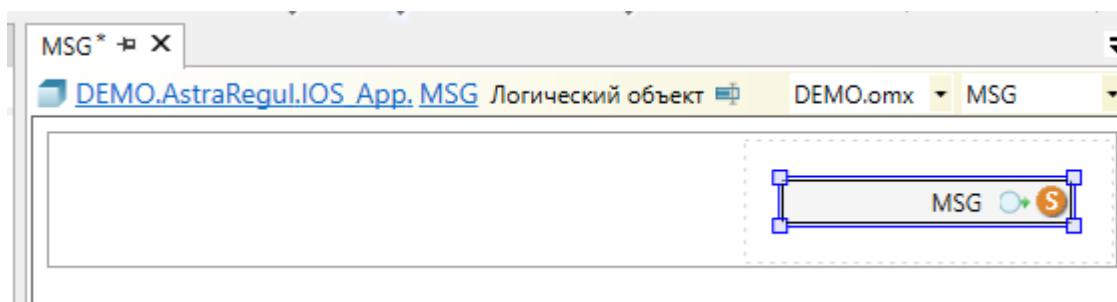 MSG*
DEMO.AstraRegul.IOS_App. MSG Логический объект DEMO.omx MSG
MSG S